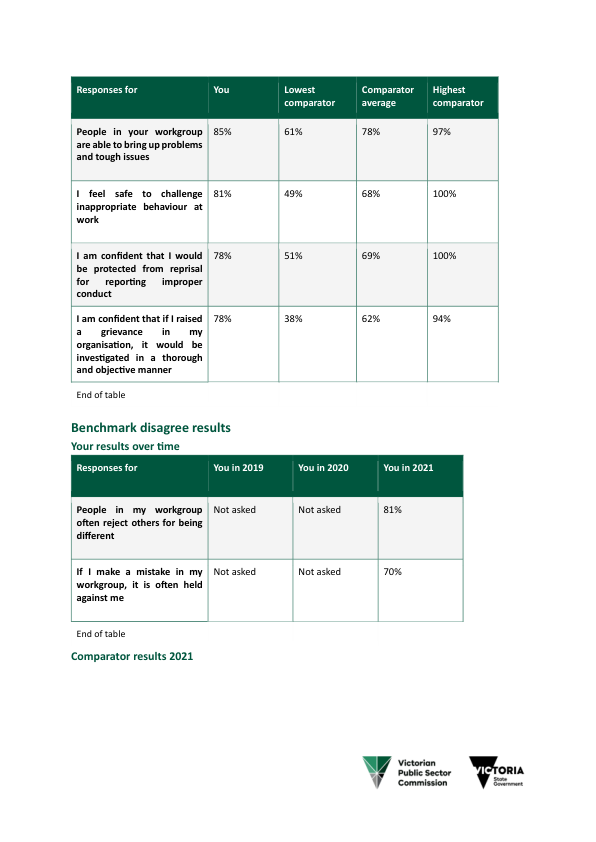 Responses for You Lowest comparator Comparator average Highest comparator
People in your workgroup are able to bring up problems and tough issues 85% 61% 78% 97%
I feel safe to challenge inappropriate behaviour at work 81% 49% 68% 100%
I am confident that I would be protected from reprisal for reporting improper conduct 78% 51% 69% 100%
I am confident that if I raised a grievance in my organisation, it would be investigated in a thorough and objective manner 78% 38% 62% 94%
End of table
Benchmark disagree results
Your results over time
Responses for You in 2019 You in 2020 You in 2021
People in my workgroup often reject others for being different Not asked Not asked 81%
If I make a mistake in my workgroup, it is often held against me Not asked Not asked 70%
End of table
Comparator results 2021
Victorian
Public Sector
Commission
VICTORIA
State
Government